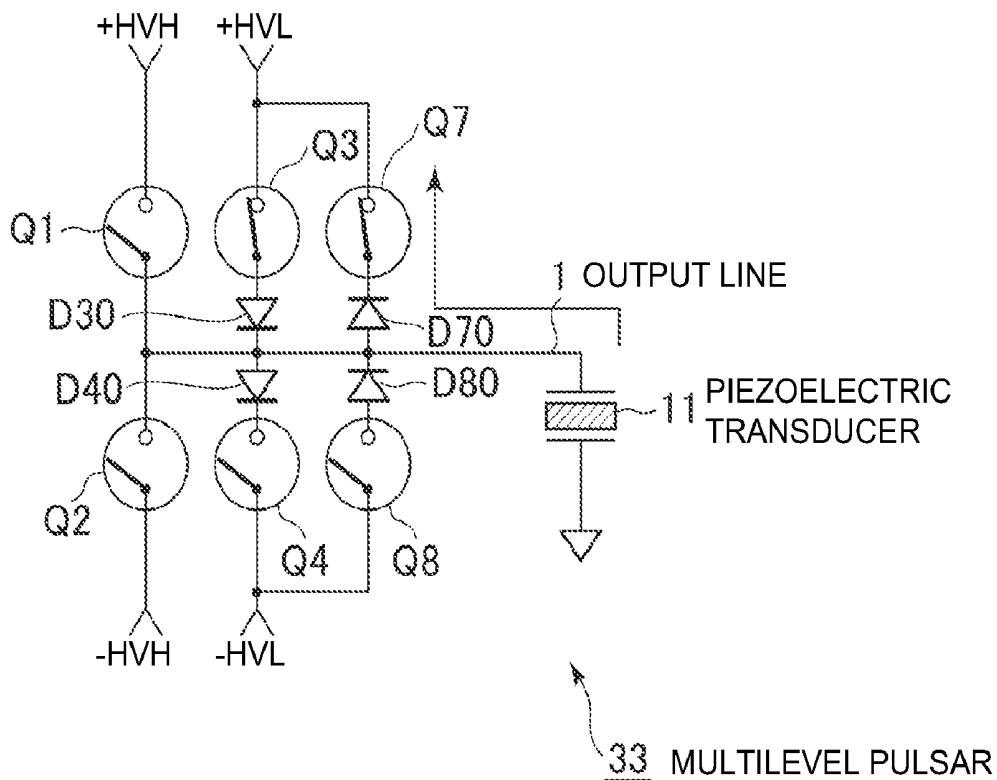 +HVH +HVL
Q3 Q7
Q1
1 OUTPUT LINE
D30 D70
D40 D80
11 PIEZOELECTRIC
TRANSDUCER
Q2 Q4 Q8
-HVH -HVL
33 MULTILEVEL PULSAR